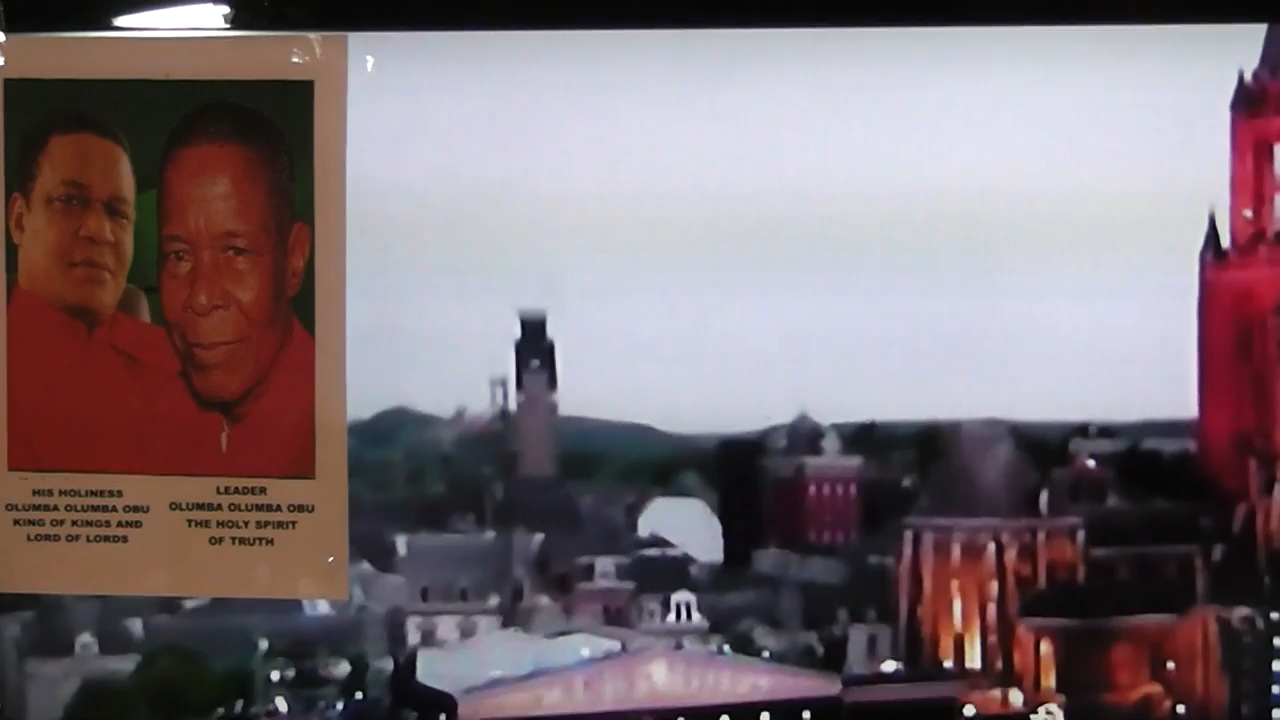 HIS HOLINESS
OLUMBA OLUMBA OBU
KING OF KINGS AND
LORD OF LORDS
LEADER
OLUMBA OLUMBA OBU
THE HOLY SPIRIT
OF TRUTH